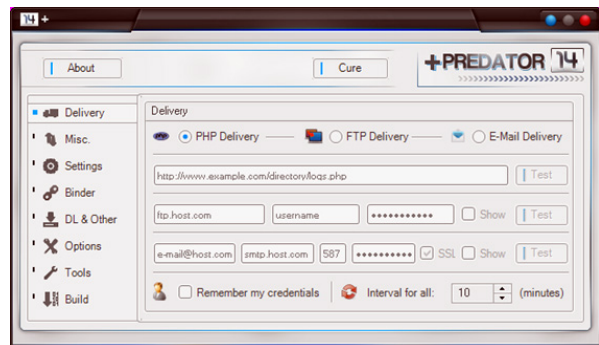 14 +
About
Cure
+PREDATOR 14
Delivery
Misc.
Settings
Binder
DL & Other
Options
Tools
Build
Delivery
PHP Delivery FTP Delivery E-Mail Delivery
http://www.example.com/directory/logs.php Test
ftp.host.com username ••••••••••• Show Test
e-mail@host.com smtp.host.com 587 •••••••••• SSL Show Test
Remember my credentials Interval for all: 10 (minutes)